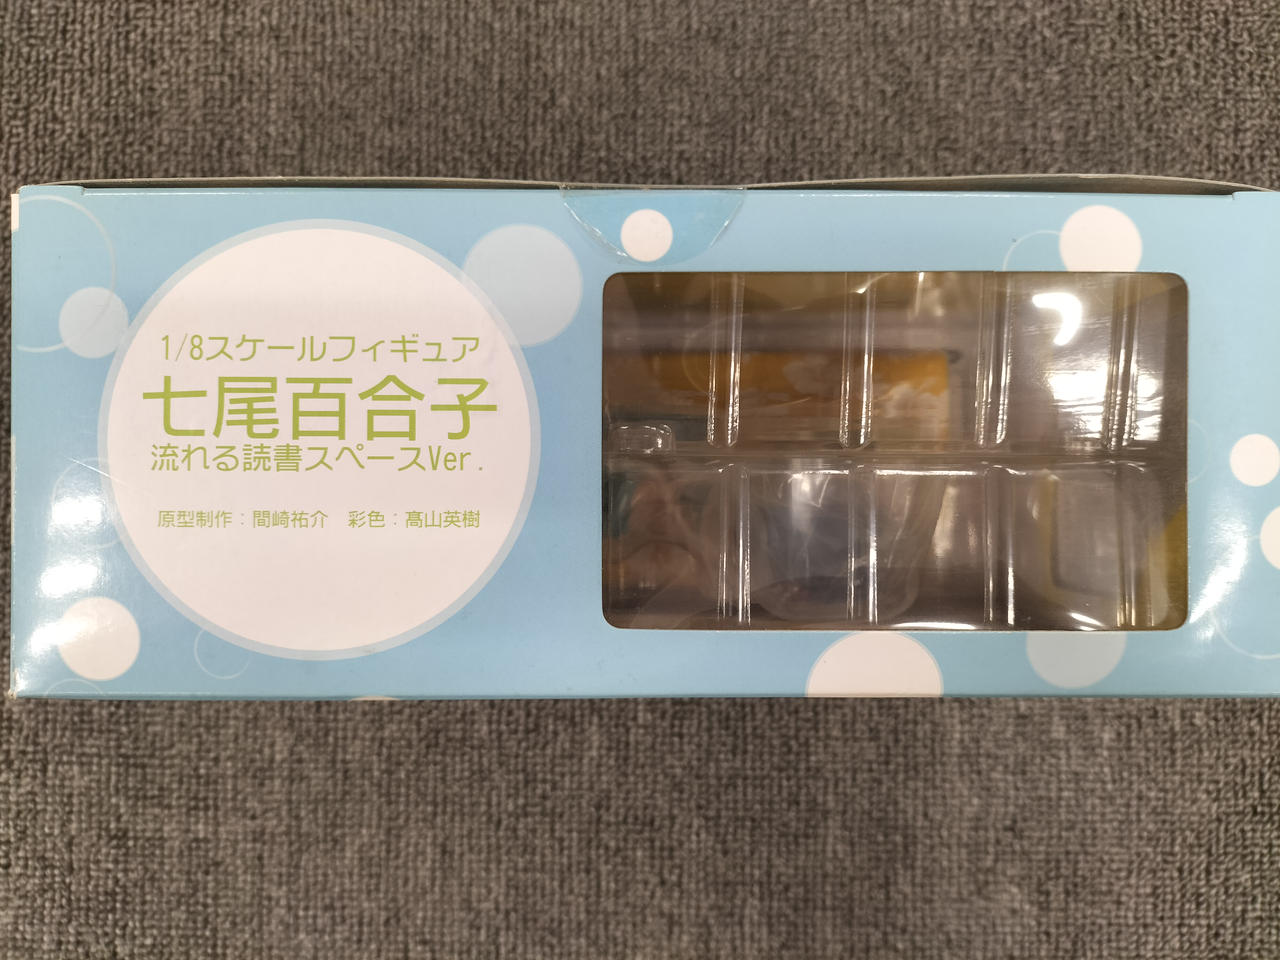 1/8スケールフィギュア
七尾百合子
流れる読書スペースVer.
原型制作：間崎祐介　彩色：髙山英樹